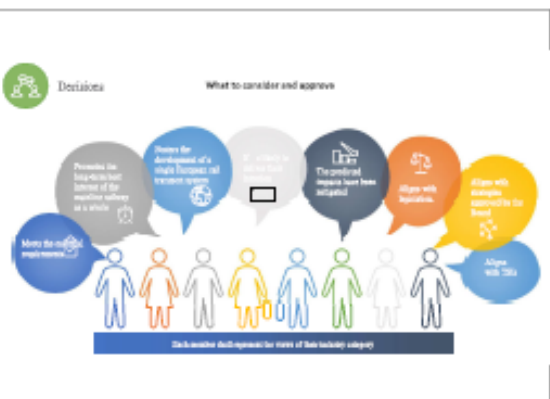 Decisions
What to consider and approve
Promotes the
long-term best
interest of the
mainline railway
as a whole
Fosters the
development of a
single European rail
transport system
The predicted
impacts have been
mitigated
Aligns with
legislation.
Aligns with
strategies
approved by the
Board
Meets the
requirements
Aligns
with TSIs
Each member shall represent the views of their industry category